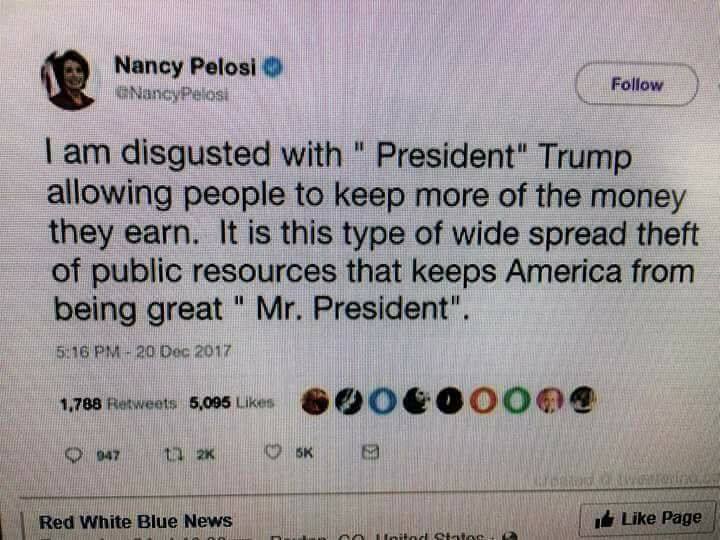 Nancy Pelosi
@NancyPelosi
Follow
I am disgusted with " President" Trump
allowing people to keep more of the money
they earn. It is this type of wide spread theft
of public resources that keeps America from
being great " Mr. President".
5:16 PM - 20 Dec 2017
1,788 Retweets 5,095 Likes
947 2K 5K
Red White Blue News
Like Page
United States